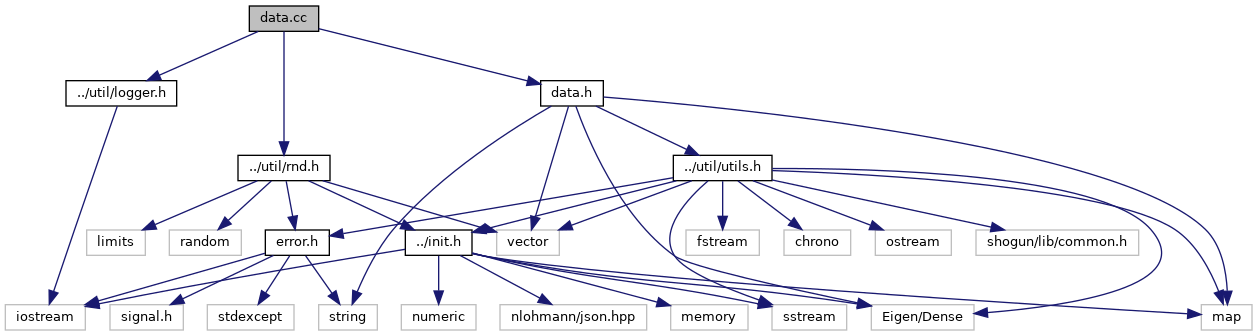 data.cc
../util/logger.h
data.h
../util/rnd.h
../util/utils.h
limits
random
error.h
../init.h
vector
fstream
chrono
ostream
shogun/lib/common.h
iostream
signal.h
stdexcept
string
numeric
nlohmann/json.hpp
memory
sstream
Eigen/Dense
map